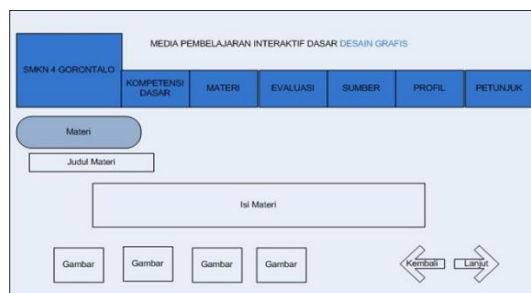 MEDIA PEMBELAJARAN INTERAKTIF DASAR DESAIN GRAFIS
SMKN 4 GORONTALO
KOMPETENSI
DASAR
MATERI
EVALUASI
SUMBER
PROFIL
PETUNJUK
Materi
Judul Materi
Isi Materi
Gambar
Gambar
Gambar
Gambar
Kembali
Lanjut